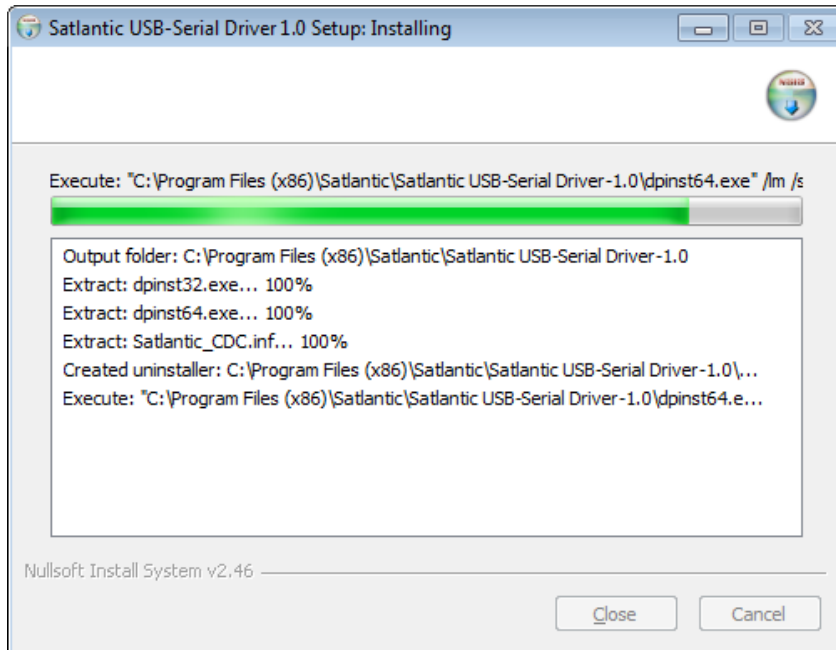 Satlantic USB-Serial Driver 1.0 Setup: Installing
Execute: "C:\Program Files (x86)\Satlantic\Satlantic USB-Serial Driver-1.0\dpinst64.exe" /lm /s
Output folder: C:\Program Files (x86)\Satlantic\Satlantic USB-Serial Driver-1.0
Extract: dpinst32.exe... 100%
Extract: dpinst64.exe... 100%
Extract: Satlantic_CDC.inf... 100%
Created uninstaller: C:\Program Files (x86)\Satlantic\Satlantic USB-Serial Driver-1.0\...
Execute: "C:\Program Files (x86)\Satlantic\Satlantic USB-Serial Driver-1.0\dpinst64.e...
Nullsoft Install System v2.46
Close
Cancel